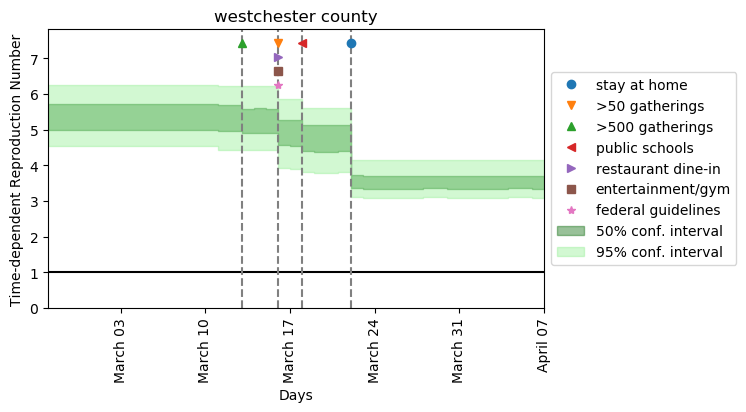 westchester county
Time-dependent Reproduction Number
7
6
5
4
3
2
1
0
March 03
March 10
March 17
March 24
March 31
April 07
Days
stay at home
>50 gatherings
>500 gatherings
public schools
restaurant dine-in
entertainment/gym
federal guidelines
50% conf. interval
95% conf. interval